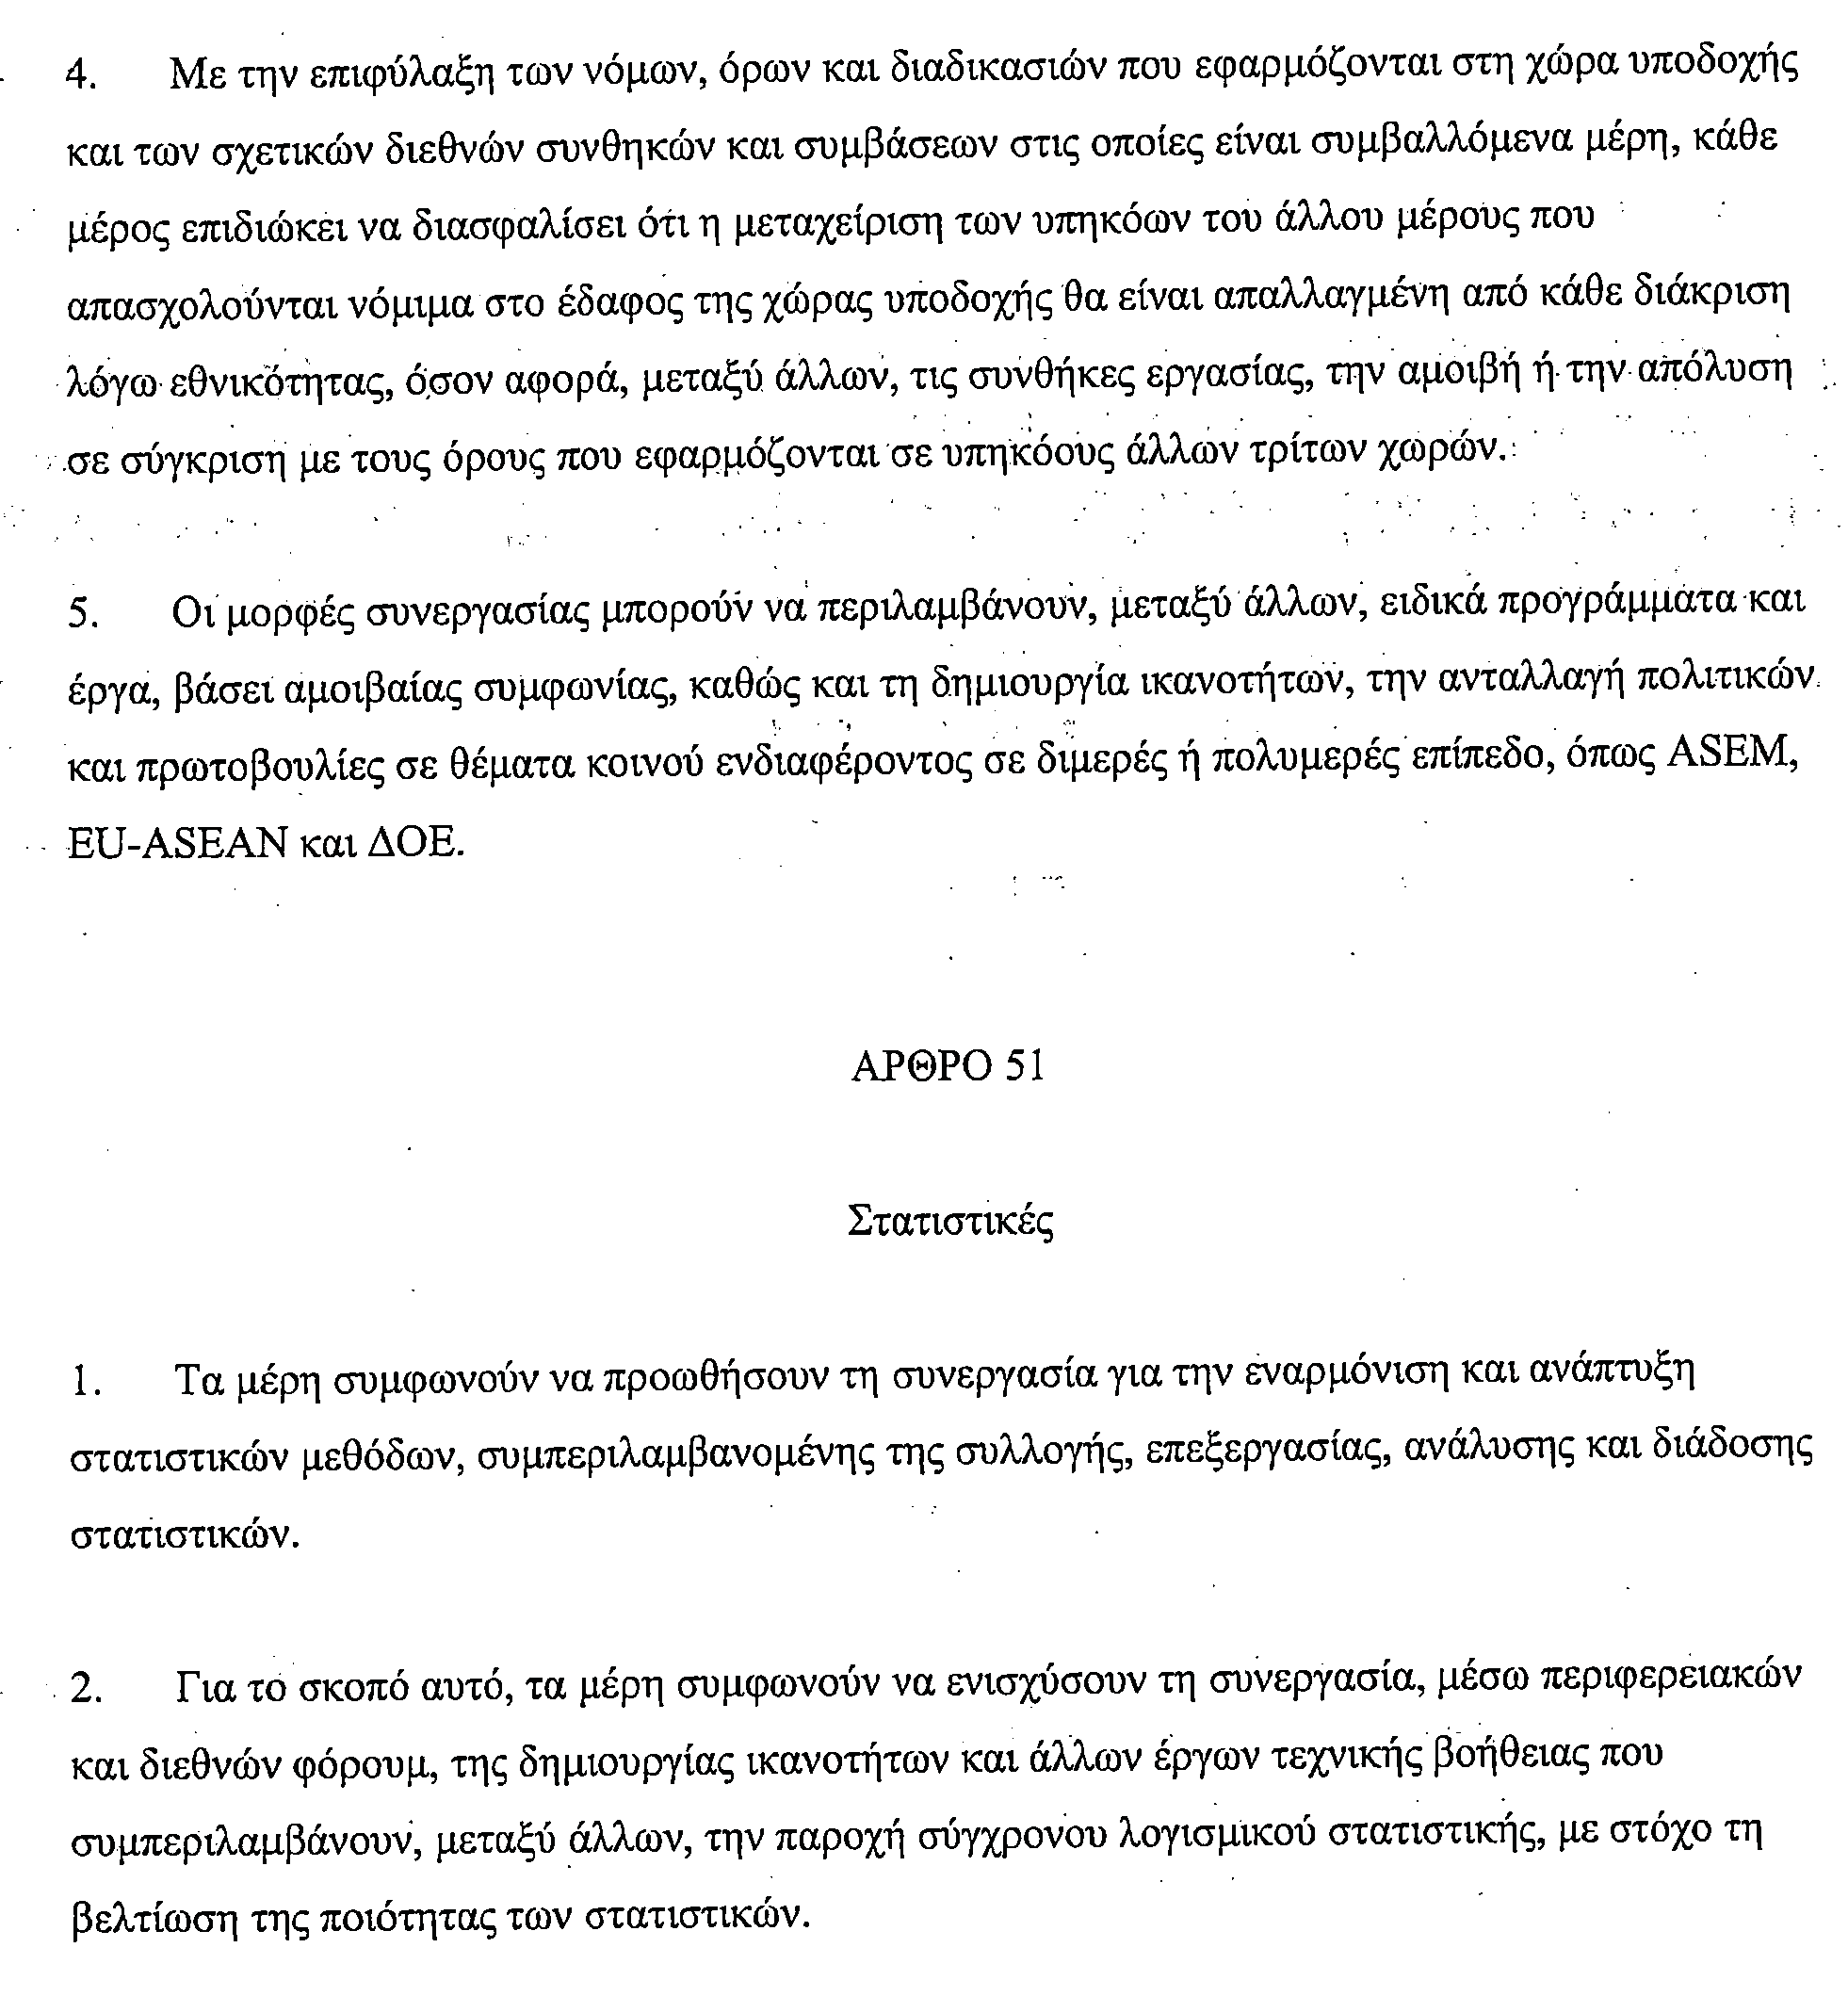 4. Με την επιφύλαξη των νόμων, όρων και διαδικασιών που εφαρμόζονται στη χώρα υποδοχής
και των σχετικών διεθνών συνθηκών και συμβάσεων στις οποίες είναι συμβαλλόμενα μέρη, κάθε
μέρος επιδιώκει να διασφαλίσει ότι η μεταχείριση των υπηκόων του άλλου μέρους που
απασχολούνται νόμιμα στο έδαφος της χώρας υποδοχής θα είναι απαλλαγμένη από κάθε διάκριση
λόγω εθνικότητας, όσον αφορά, μεταξύ άλλων, τις συνθήκες εργασίας, την αμοιβή ή την απόλυση
σε σύγκριση με τους όρους που εφαρμόζονται σε υπηκόους άλλων τρίτων χωρών.
5. Οι μορφές συνεργασίας μπορούν να περιλαμβάνουν, μεταξύ άλλων, ειδικά προγράμματα και
έργα, βάσει αμοιβαίας συμφωνίας, καθώς και τη δημιουργία ικανοτήτων, την ανταλλαγή πολιτικών
και πρωτοβουλίες σε θέματα κοινού ενδιαφέροντος σε διμερές ή πολυμερές επίπεδο, όπως ASEM,
EU-ASEAN και ΔΟΕ.
ΑΡΘΡΟ 51
Στατιστικές
1. Τα μέρη συμφωνούν να προωθήσουν τη συνεργασία για την εναρμόνιση και ανάπτυξη
στατιστικών μεθόδων, συμπεριλαμβανομένης της συλλογής, επεξεργασίας, ανάλυσης και διάδοσης
στατιστικών.
2. Για το σκοπό αυτό, τα μέρη συμφωνούν να ενισχύσουν τη συνεργασία, μέσω περιφερειακών
και διεθνών φόρουμ, της δημιουργίας ικανοτήτων και άλλων έργων τεχνικής βοήθειας που
συμπεριλαμβάνουν, μεταξύ άλλων, την παροχή σύγχρονου λογισμικού στατιστικής, με στόχο τη
βελτίωση της ποιότητας των στατιστικών.